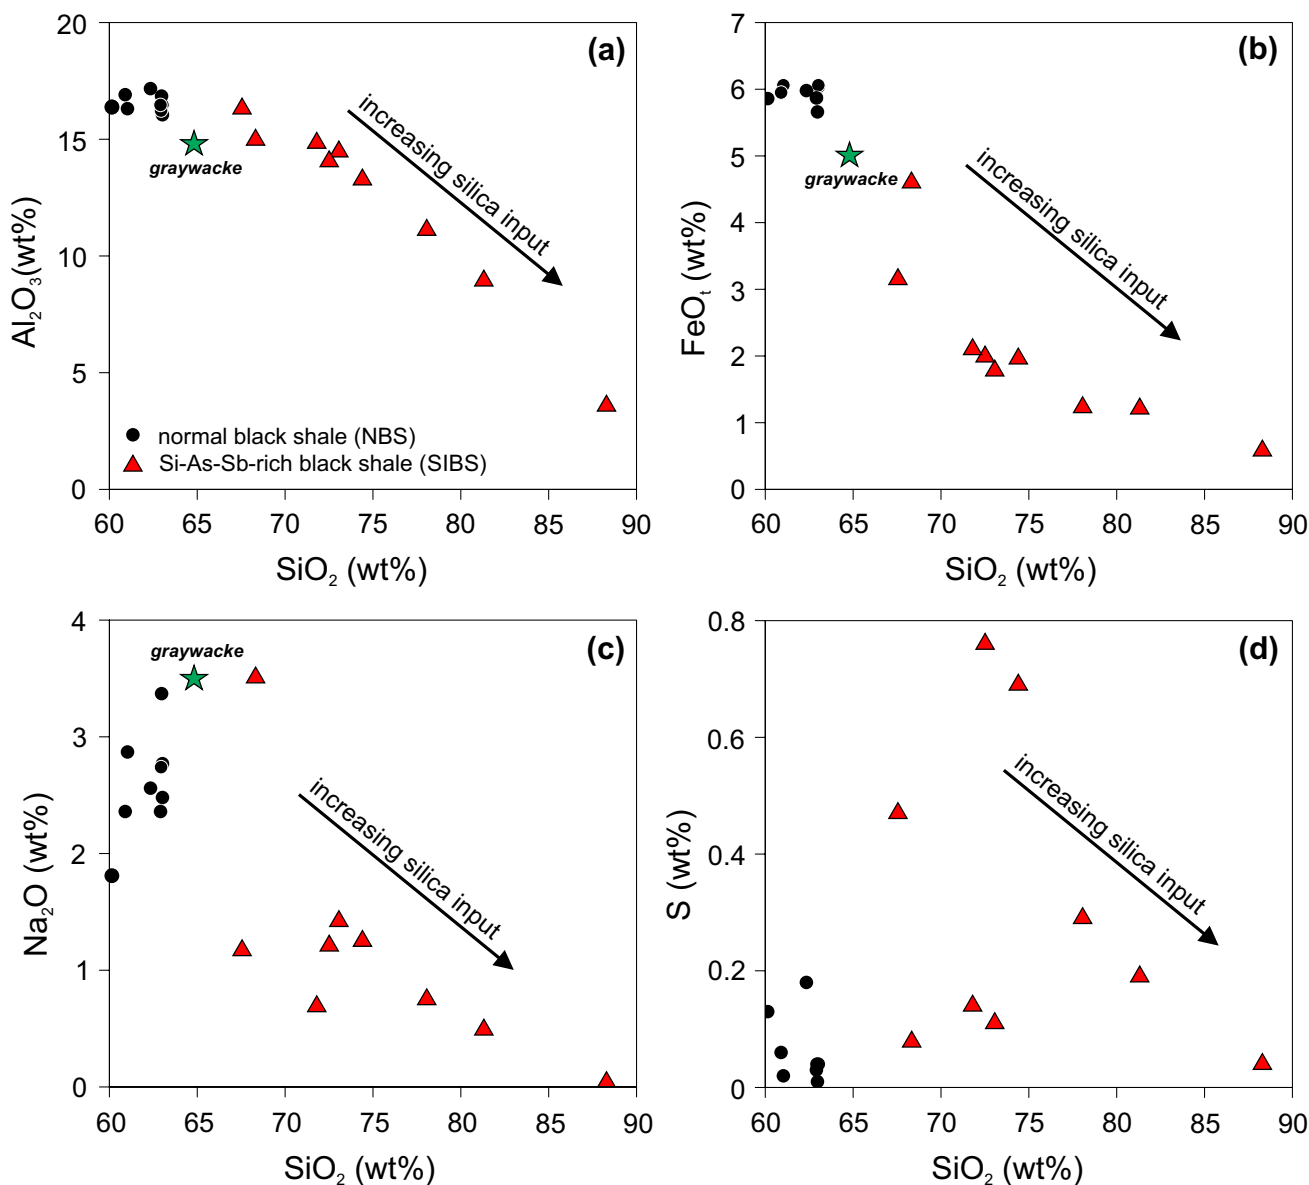 20
15
10
5
0
Al₂O₃(wt%)
(a)
increasing silica input
graywacke
normal black shale (NBS)
Si-As-Sb-rich black shale (SIBS)
60 65 70 75 80 85 90
SiO₂ (wt%)
7
6
5
4
3
2
1
0
FeOₜ (wt%)
(b)
increasing silica input
graywacke
60 65 70 75 80 85 90
SiO₂ (wt%)
4
3
2
1
0
Na₂O (wt%)
(c)
graywacke
increasing silica input
60 65 70 75 80 85 90
SiO₂ (wt%)
0.8
0.6
0.4
0.2
0
S (wt%)
(d)
increasing silica input
60 65 70 75 80 85 90
SiO₂ (wt%)